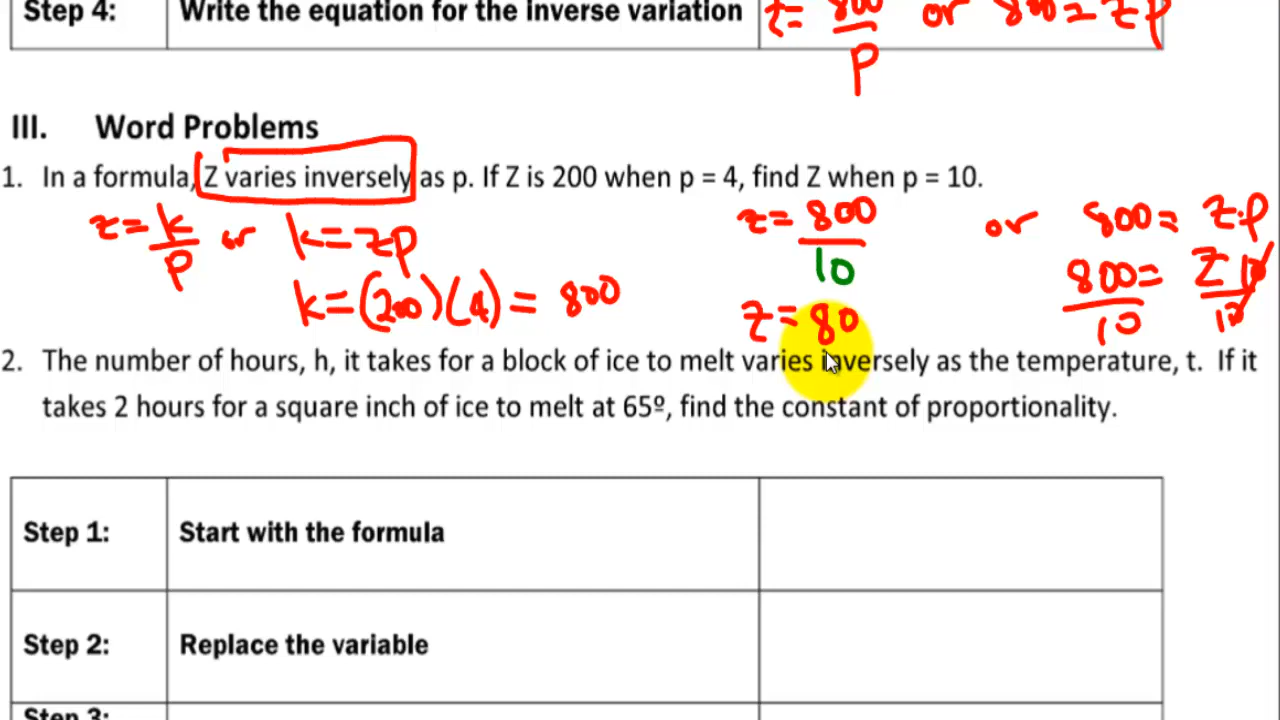 Step 4: Write the equation for the inverse variation z = 800/p or 800 = zp
III. Word Problems
1. In a formula, Z varies inversely as p. If Z is 200 when p = 4, find Z when p = 10.
z = k/p or k = zp
k = (200)(4) = 800
z = 800/10 or 800 = z·p
z = 80
800/10 = z 10/10
2. The number of hours, h, it takes for a block of ice to melt varies inversely as the temperature, t. If it
takes 2 hours for a square inch of ice to melt at 65º, find the constant of proportionality.
Step 1: Start with the formula
Step 2: Replace the variable
Step 3: